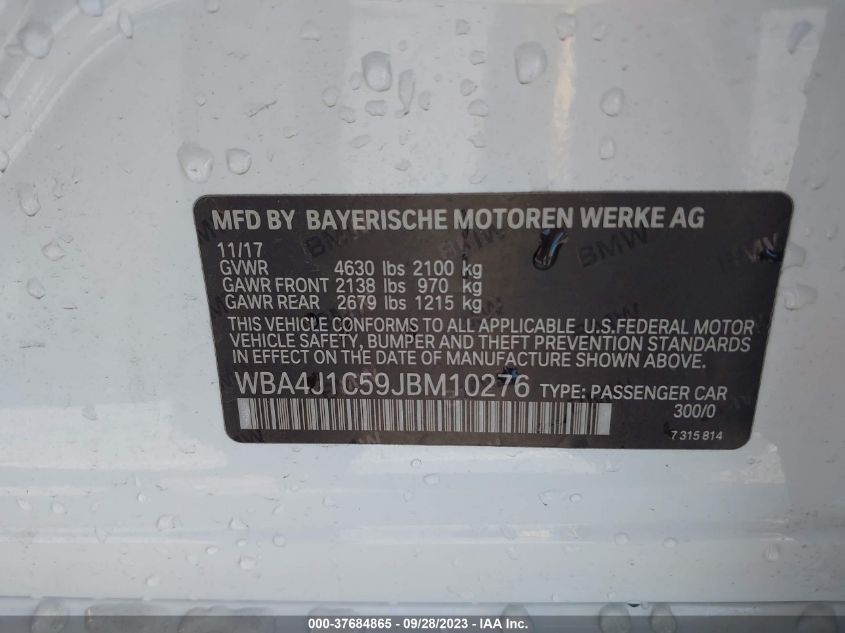 MFD BY BAYERISCHE MOTOREN WERKE AG
11/17
GVWR 4630 lbs 2100 kg
GAWR FRONT 2138 lbs 970 kg
GAWR REAR 2679 lbs 1215 kg
THIS VEHICLE CONFORMS TO ALL APPLICABLE U.S.FEDERAL MOTOR
VEHICLE SAFETY, BUMPER AND THEFT PREVENTION STANDARDS
IN EFFECT ON THE DATE OF MANUFACTURE SHOWN ABOVE.
WBA4J1C59JBM10276 TYPE: PASSENGER CAR
300/0
7 315 814
000-37684865 - 09/28/2023 - IAA Inc.